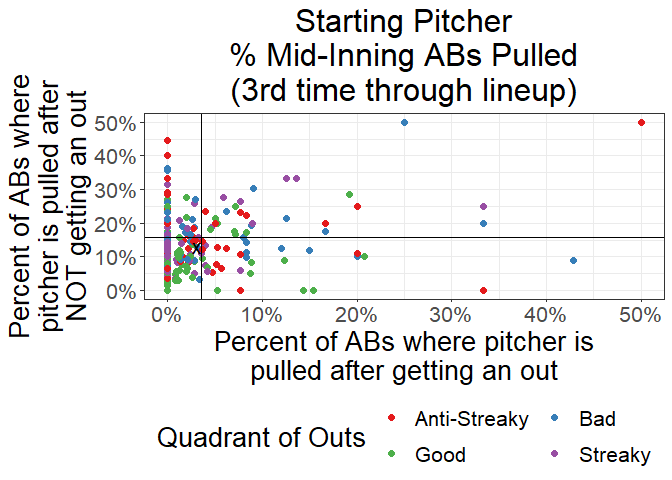 Starting Pitcher
% Mid-Inning ABs Pulled
(3rd time through lineup)
Percent of ABs where
pitcher is pulled after
NOT getting an out
50%
40%
30%
20%
10%
0%
0%
10%
20%
30%
40%
50%
Percent of ABs where pitcher is
pulled after getting an out
Quadrant of Outs
Anti-Streaky
Bad
Good
Streaky